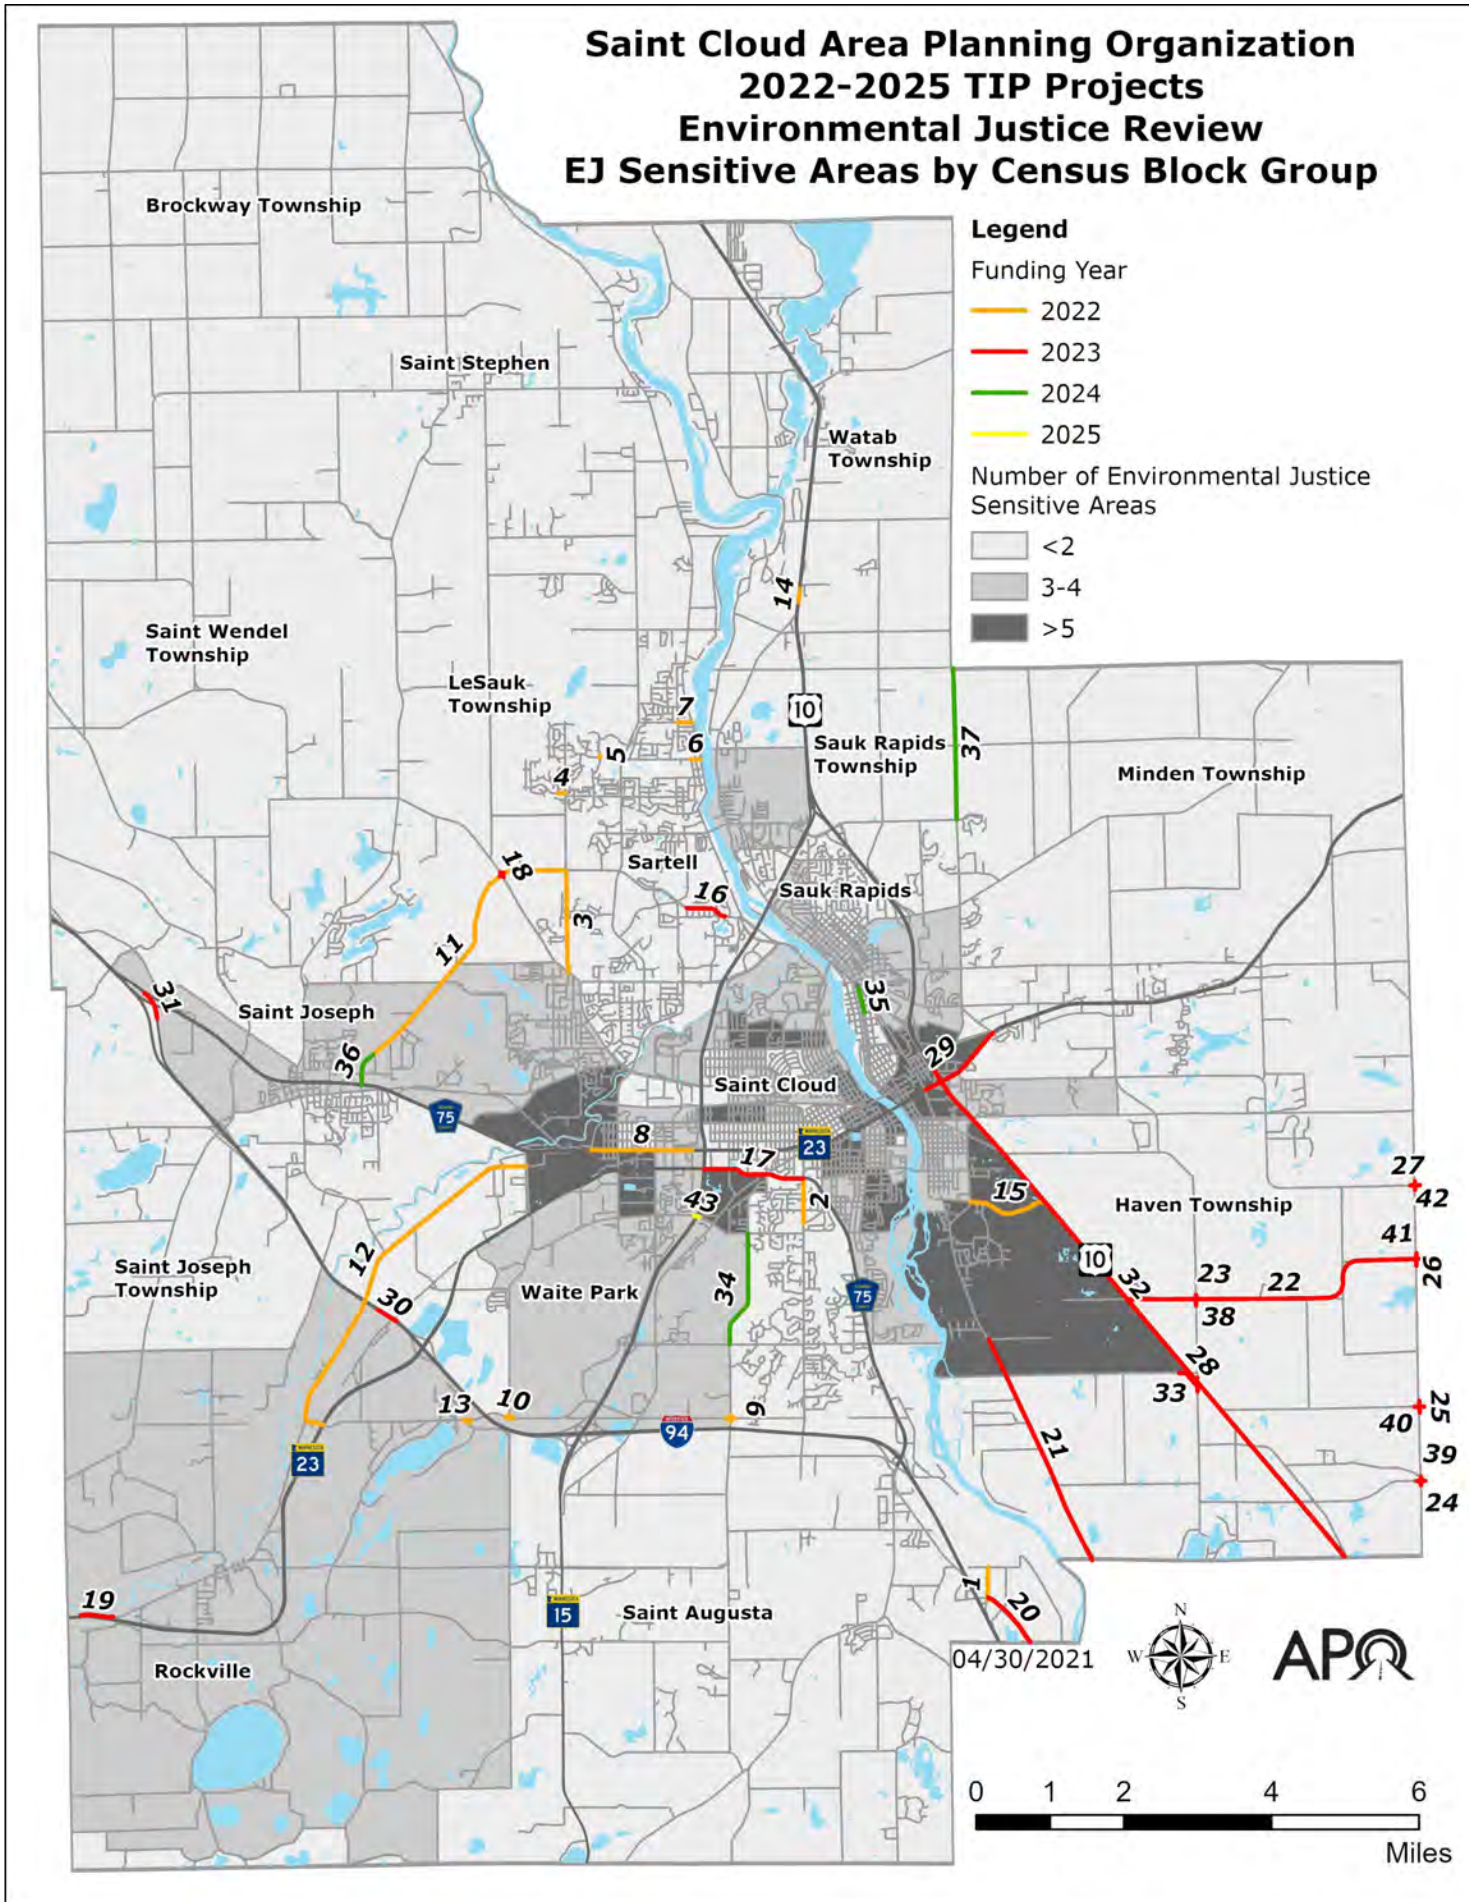 Saint Cloud Area Planning Organization
2022-2025 TIP Projects
Environmental Justice Review
EJ Sensitive Areas by Census Block Group
Legend
Funding Year
2022
2023
2024
2025
Number of Environmental Justice
Sensitive Areas
<2
3-4
>5
Brockway Township
Saint Stephen
Watab
Township
14
Saint Wendel
Township
LeSauk
Township
7
10
6
5
4
Sauk Rapids
Township
37
Minden Township
18
Sartell
16
Sauk Rapids
3
11
31
Saint Joseph
35
36
29
Saint Cloud
75
8
23
17
27
42
43
2
15
Haven Township
41
26
12
Saint Joseph
Township
30
Waite Park
34
75
10
32
23
22
38
28
33
25
40
13
10
9
94
23
21
39
24
19
1
20
15
Saint Augusta
Rockville
04/30/2021
N
W
E
S
APO
0 1 2 4 6
Miles